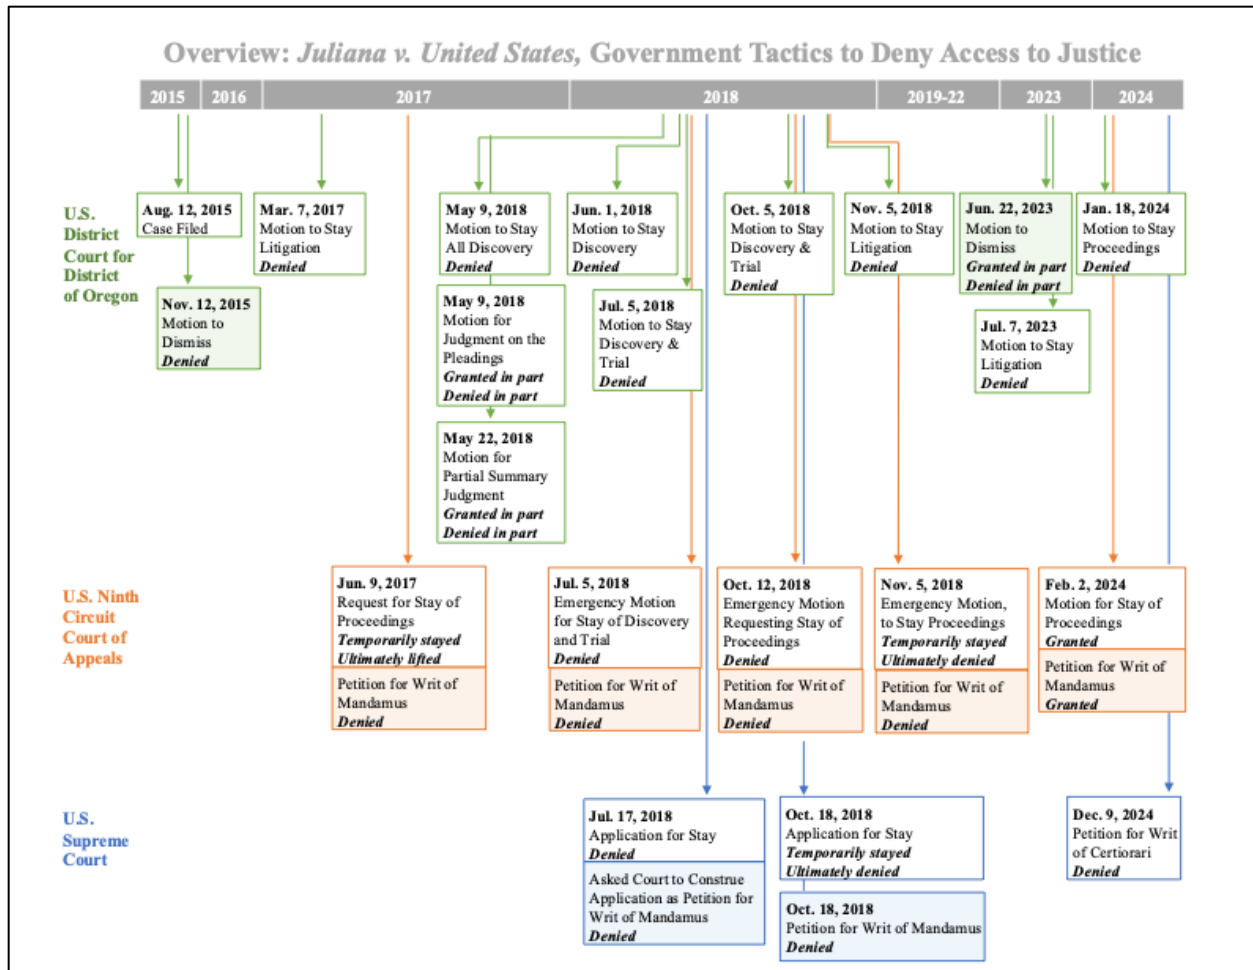 Overview: Juliana v. United States, Government Tactics to Deny Access to Justice
2015 2016 2017 2018 2019-22 2023 2024
U.S.
District
Court for
District
of Oregon
Aug. 12, 2015
Case Filed
Nov. 12, 2015
Motion to
Dismiss
Denied
Mar. 7, 2017
Motion to Stay
Litigation
Denied
May 9, 2018
Motion to Stay
All Discovery
Denied
May 9, 2018
Motion for
Judgment on the
Pleadings
Granted in part
Denied in part
May 22, 2018
Motion for
Partial Summary
Judgment
Granted in part
Denied in part
Jun. 1, 2018
Motion to Stay
Discovery
Denied
Jul. 5, 2018
Motion to Stay
Discovery &
Trial
Denied
Oct. 5, 2018
Motion to Stay
Discovery &
Trial
Denied
Nov. 5, 2018
Motion to Stay
Litigation
Denied
Jun. 22, 2023
Motion to
Dismiss
Granted in part
Denied in part
Jul. 7, 2023
Motion to Stay
Litigation
Denied
Jan. 18, 2024
Motion to Stay
Proceedings
Denied
U.S. Ninth
Circuit
Court of
Appeals
Jun. 9, 2017
Request for Stay of
Proceedings
Temporarily stayed
Ultimately lifted
Petition for Writ of
Mandamus
Denied
Jul. 5, 2018
Emergency Motion
for Stay of Discovery
and Trial
Denied
Petition for Writ of
Mandamus
Denied
Oct. 12, 2018
Emergency Motion
Requesting Stay of
Proceedings
Denied
Petition for Writ of
Mandamus
Denied
Nov. 5, 2018
Emergency Motion,
to Stay Proceedings
Temporarily stayed
Ultimately denied
Petition for Writ of
Mandamus
Denied
Feb. 2, 2024
Motion for Stay of
Proceedings
Granted
Petition for Writ of
Mandamus
Granted
U.S.
Supreme
Court
Jul. 17, 2018
Application for Stay
Denied
Asked Court to Construe
Application as Petition for
Writ of Mandamus
Denied
Oct. 18, 2018
Application for Stay
Temporarily stayed
Ultimately denied
Oct. 18, 2018
Petition for Writ of Mandamus
Denied
Dec. 9, 2024
Petition for Writ
of Certiorari
Denied